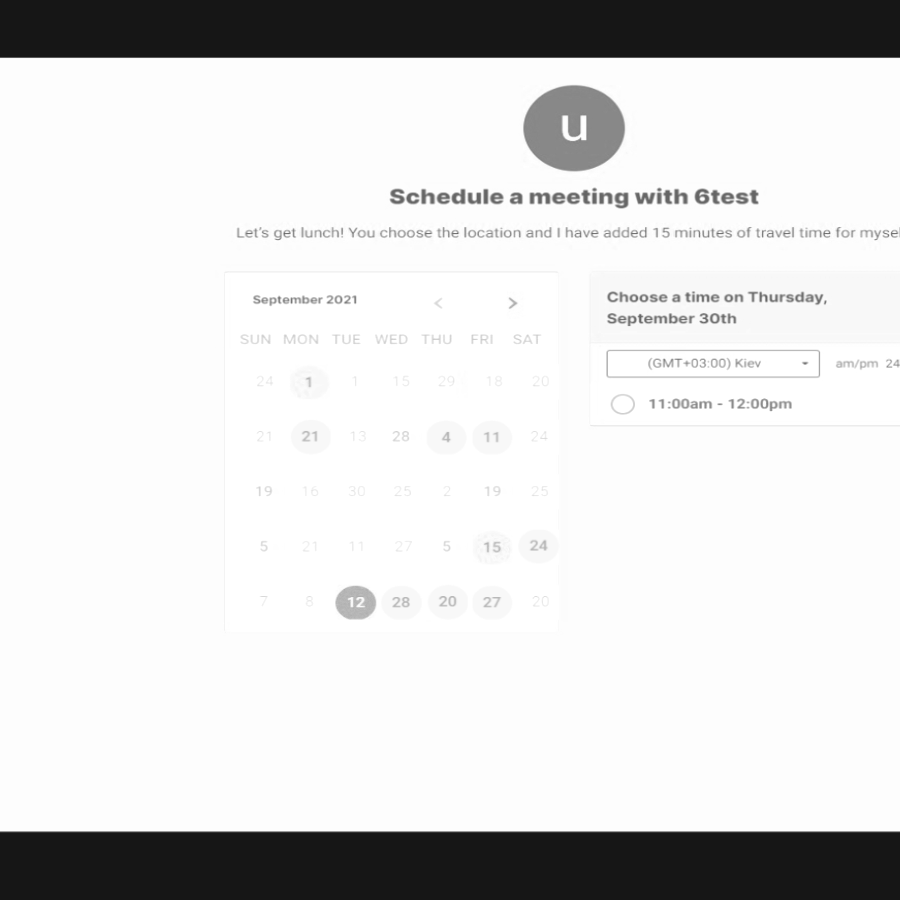 u
Schedule a meeting with 6test
Let's get lunch! You choose the location and I have added 15 minutes of travel time for
September 2021 < >
SUN MON TUE WED THU FRI SAT
24 1 1 15 29 18 20
21 21 13 28 4 11 24
19 16 30 25 2 19 25
5 21 11 27 5 15 24
7 8 12 28 20 27 20
Choose a time on Thursday,
September 30th
(GMT+03:00) Kiev
am/pm 24
11:00am - 12:00pm